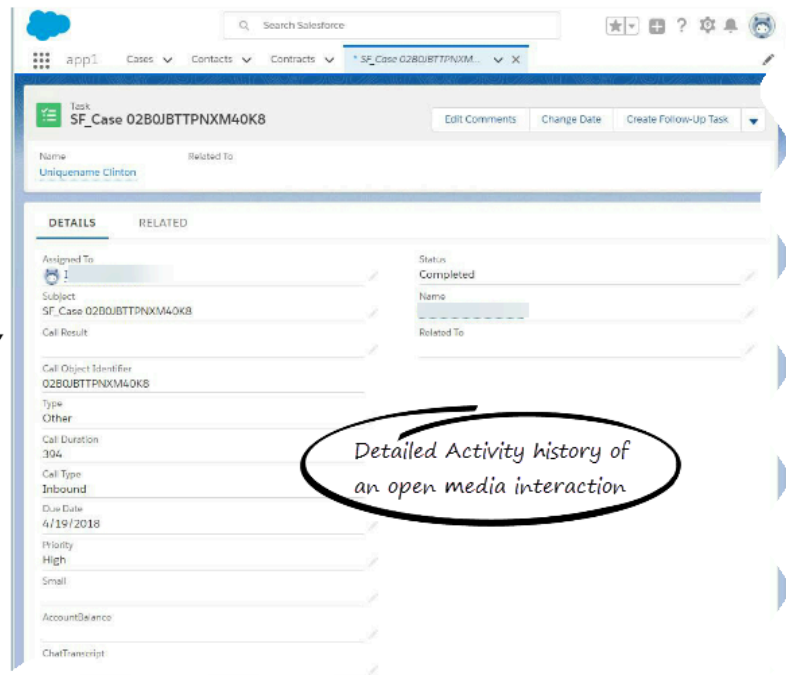 Search Salesforce
app1 Cases Contacts Contracts * SF_Case 02B0JBTTPNXM...
Task
SF_Case 02B0JBTTPNXM40K8
Edit Comments Change Date Create Follow-Up Task
Name Related To
Uniquename Clinton
DETAILS RELATED
Assigned To
Status
Completed
Subject
SF_Case 02B0JBTTPNXM40K8
Name
Call Result
Related To
Call Object Identifier
02B0JBTTPNXM40K8
Type
Other
Call Duration
394
Call Type
Inbound
Due Date
4/19/2018
Priority
High
Small
AccountBalance
ChatTranscript
Detailed Activity history of
an open media interaction